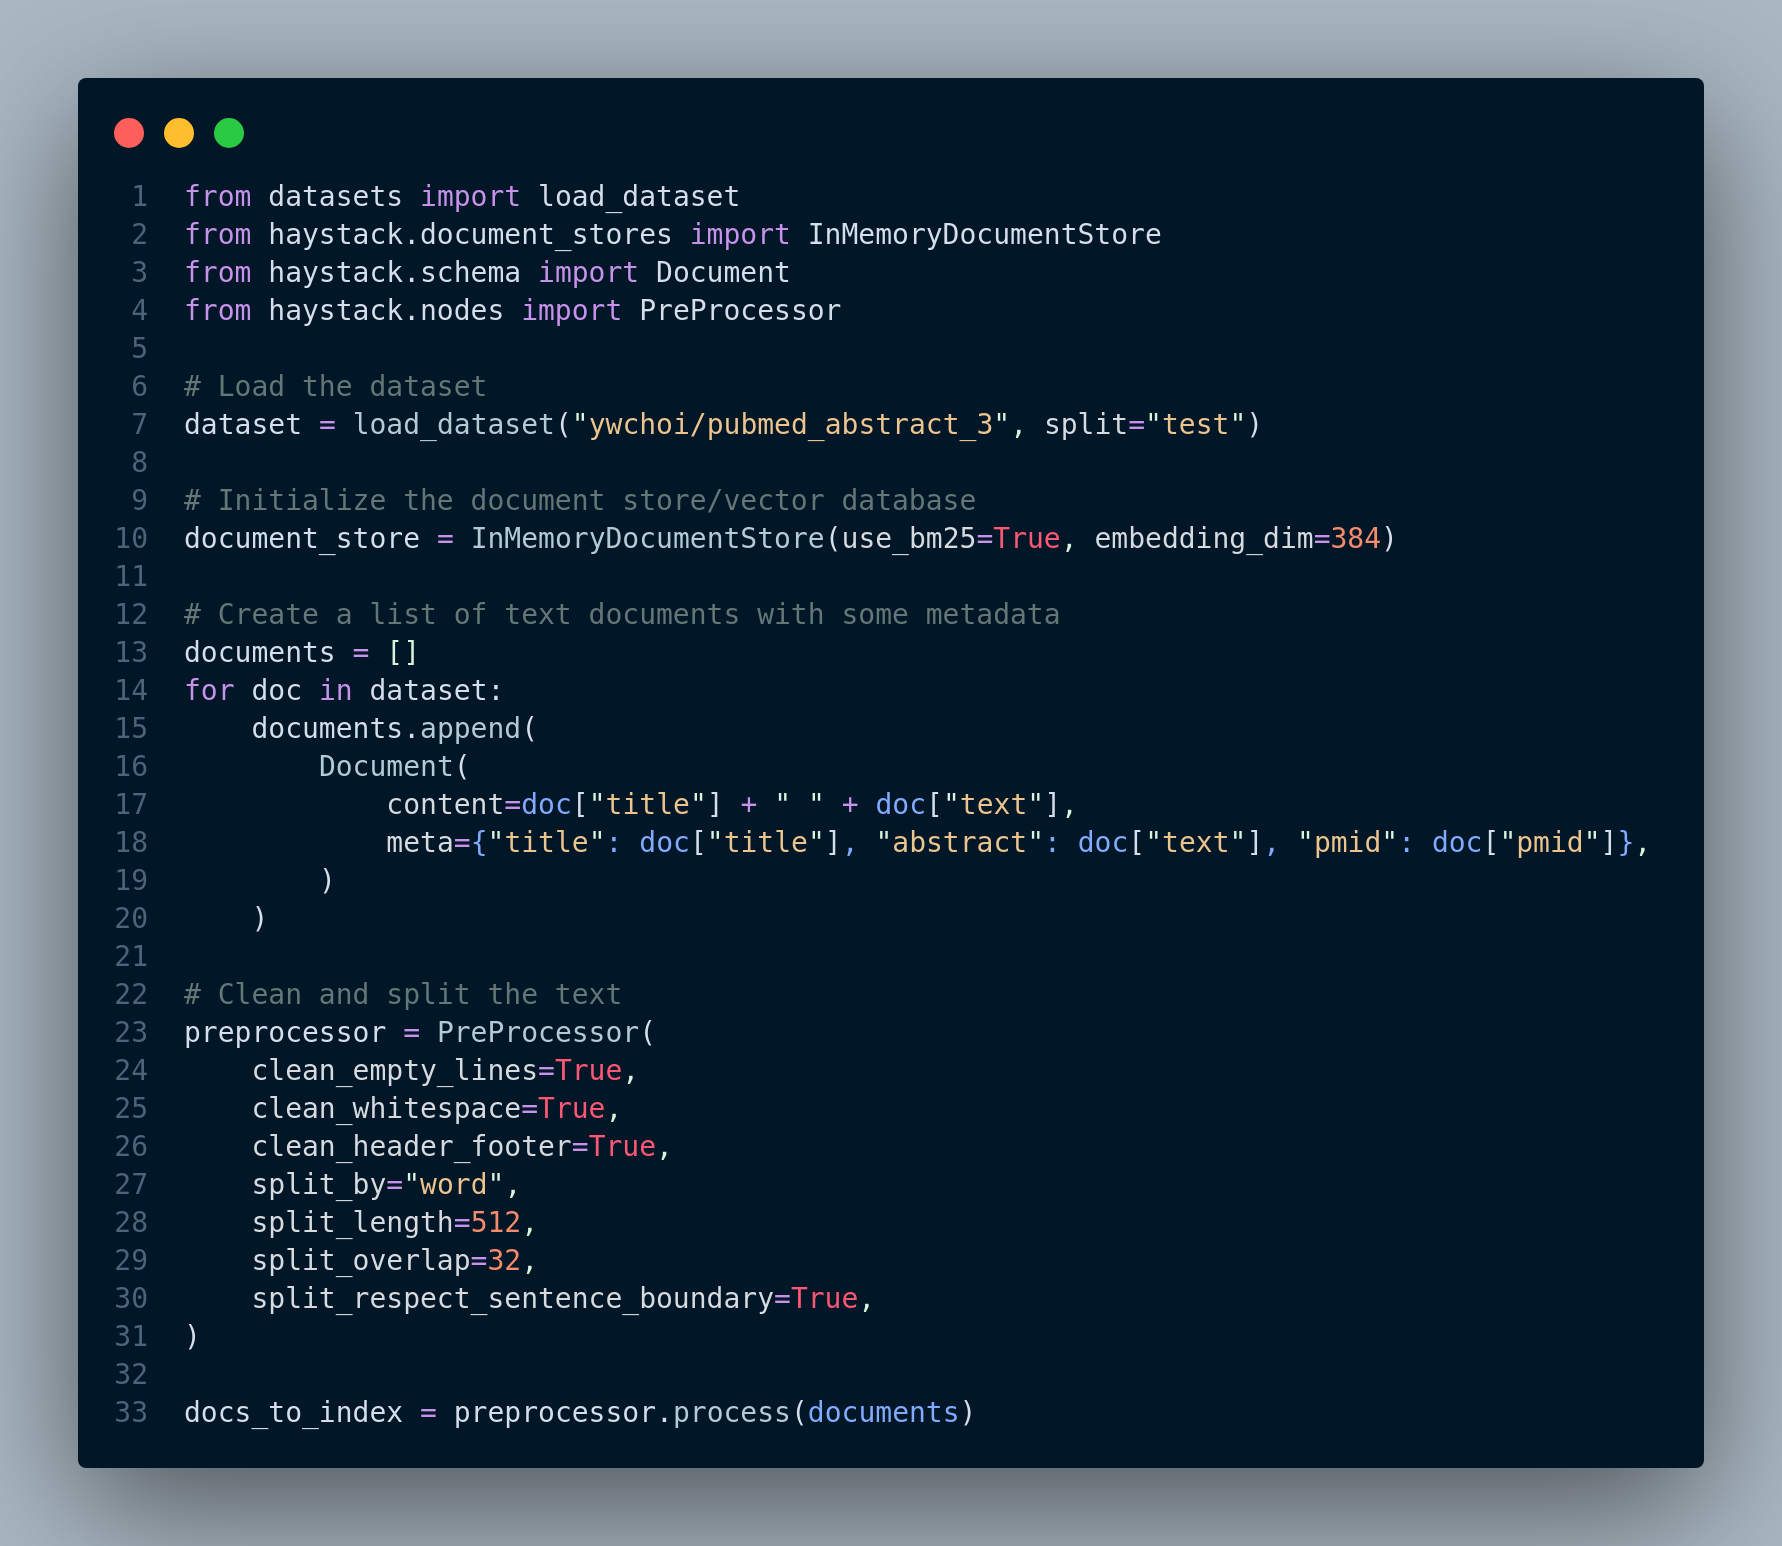 1 from datasets import load_dataset
2 from haystack.document_stores import InMemoryDocumentStore
3 from haystack.schema import Document
4 from haystack.nodes import PreProcessor
5
6 # Load the dataset
7 dataset = load_dataset("ywchoi/pubmed_abstract_3", split="test")
8
9 # Initialize the document store/vector database
10 document_store = InMemoryDocumentStore(use_bm25=True, embedding_dim=384)
11
12 # Create a list of text documents with some metadata
13 documents = []
14 for doc in dataset:
15     documents.append(
16         Document(
17             content=doc["title"] + " " + doc["text"],
18             meta={"title": doc["title"], "abstract": doc["text"], "pmid": doc["pmid"]},
19         )
20     )
21
22 # Clean and split the text
23 preprocessor = PreProcessor(
24     clean_empty_lines=True,
25     clean_whitespace=True,
26     clean_header_footer=True,
27     split_by="word",
28     split_length=512,
29     split_overlap=32,
30     split_respect_sentence_boundary=True,
31 )
32
33 docs_to_index = preprocessor.process(documents)